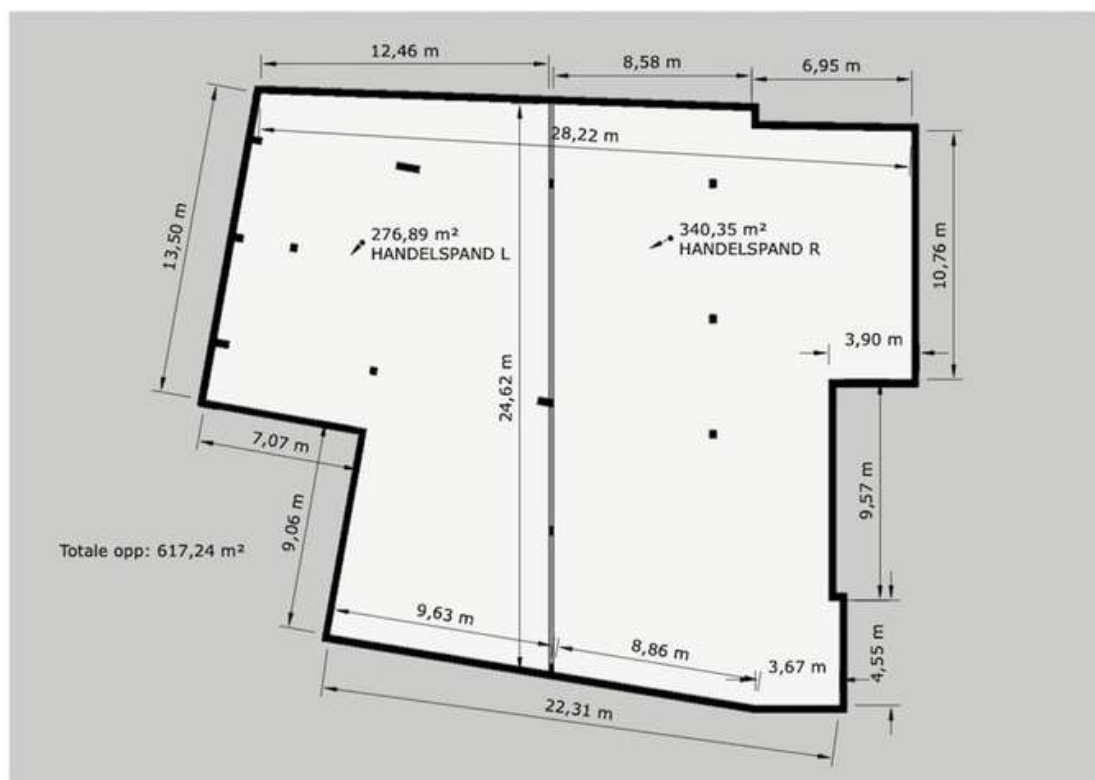 12,46 m
8,58 m
6,95 m
28,22 m
13,50 m
276,89 m²
HANDELSPAND L
340,35 m²
HANDELSPAND R
10,76 m
3,90 m
24,62 m
7,07 m
9,06 m
9,57 m
Totale opp: 617,24 m²
9,63 m
8,86 m
3,67 m
4,55 m
22,31 m